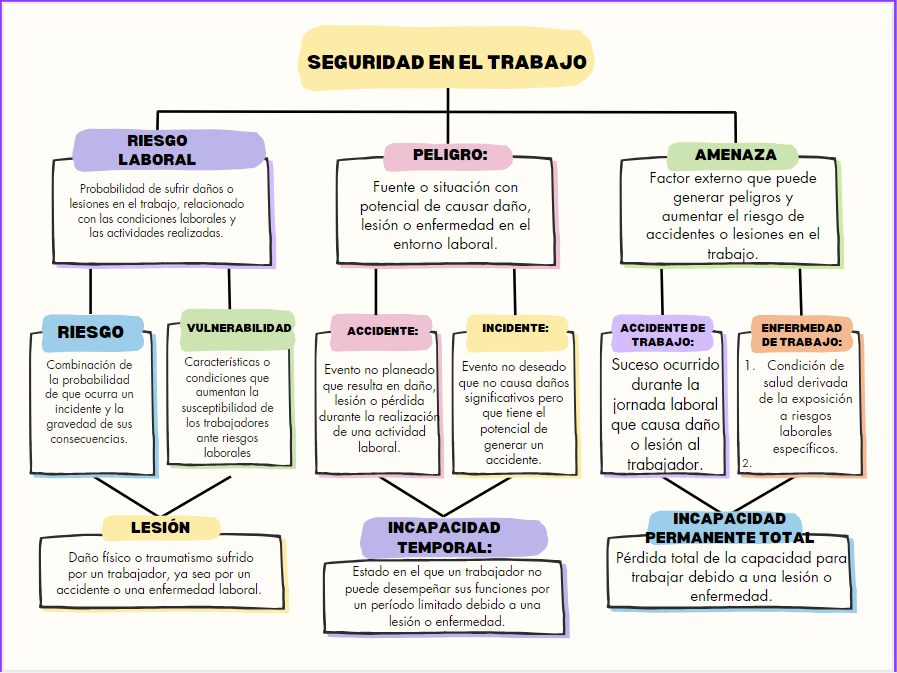 SEGURIDAD EN EL TRABAJO
RIESGO
LABORAL
Probabilidad de sufrir daños o
lesiones en el trabajo, relacionado
con las condiciones laborales y
las actividades realizadas.
PELIGRO:
Fuente o situación con
potencial de causar daño,
lesión o enfermedad en el
entorno laboral.
AMENAZA
Factor externo que puede
generar peligros y
aumentar el riesgo de
accidentes o lesiones en el
trabajo.
RIESGO
Combinación de
la probabilidad
de que ocurra un
incidente y la
gravedad de sus
consecuencias.
VULNERABILIDAD
Características o
condiciones que
aumentan la
susceptibilidad de
los trabajadores
ante riesgos
laborales
ACCIDENTE:
Evento no planeado
que resulta en daño,
lesión o pérdida
durante la realización
de una actividad
laboral.
INCIDENTE:
Evento no deseado
que no causa daños
significativos pero
que tiene el
potencial de
generar un
accidente.
ACCIDENTE DE
TRABAJO:
Suceso ocurrido
durante la
jornada laboral
que causa daño
o lesión al
trabajador.
ENFERMEDAD
DE TRABAJO:
1. Condición de
salud derivada
de la exposición
a riesgos
laborales
específicos.
2.
LESIÓN
Daño físico o traumatismo sufrido
por un trabajador, ya sea por un
accidente o una enfermedad laboral.
INCAPACIDAD
TEMPORAL:
Estado en el que un trabajador no
puede desempeñar sus funciones por
un período limitado debido a una
lesión o enfermedad.
INCAPACIDAD
PERMANENTE TOTAL
Pérdida total de la capacidad para
trabajar debido a una lesión o
enfermedad.